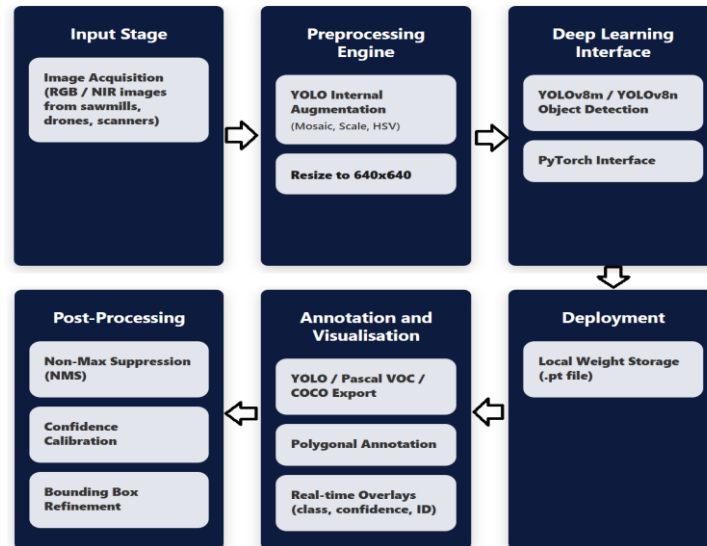 Input Stage
Image Acquisition
(RGB / NIR images
from sawmills,
drones, scanners)
Preprocessing
Engine
YOLO Internal
Augmentation
(Mosaic, Scale, HSV)
Resize to 640x640
Deep Learning
Interface
YOLOv8m / YOLOv8n
Object Detection
PyTorch Interface
Post-Processing
Non-Max Suppression
(NMS)
Confidence
Calibration
Bounding Box
Refinement
Annotation and
Visualisation
YOLO / Pascal VOC /
COCO Export
Polygonal Annotation
Real-time Overlays
(class, confidence, ID)
Deployment
Local Weight Storage
(.pt file)